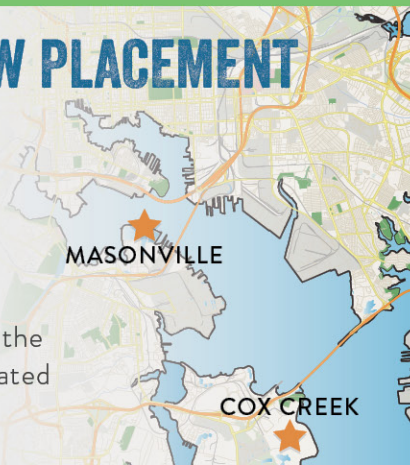 W PLACEMENT
MASONVILLE
the
ated
COX CREEK